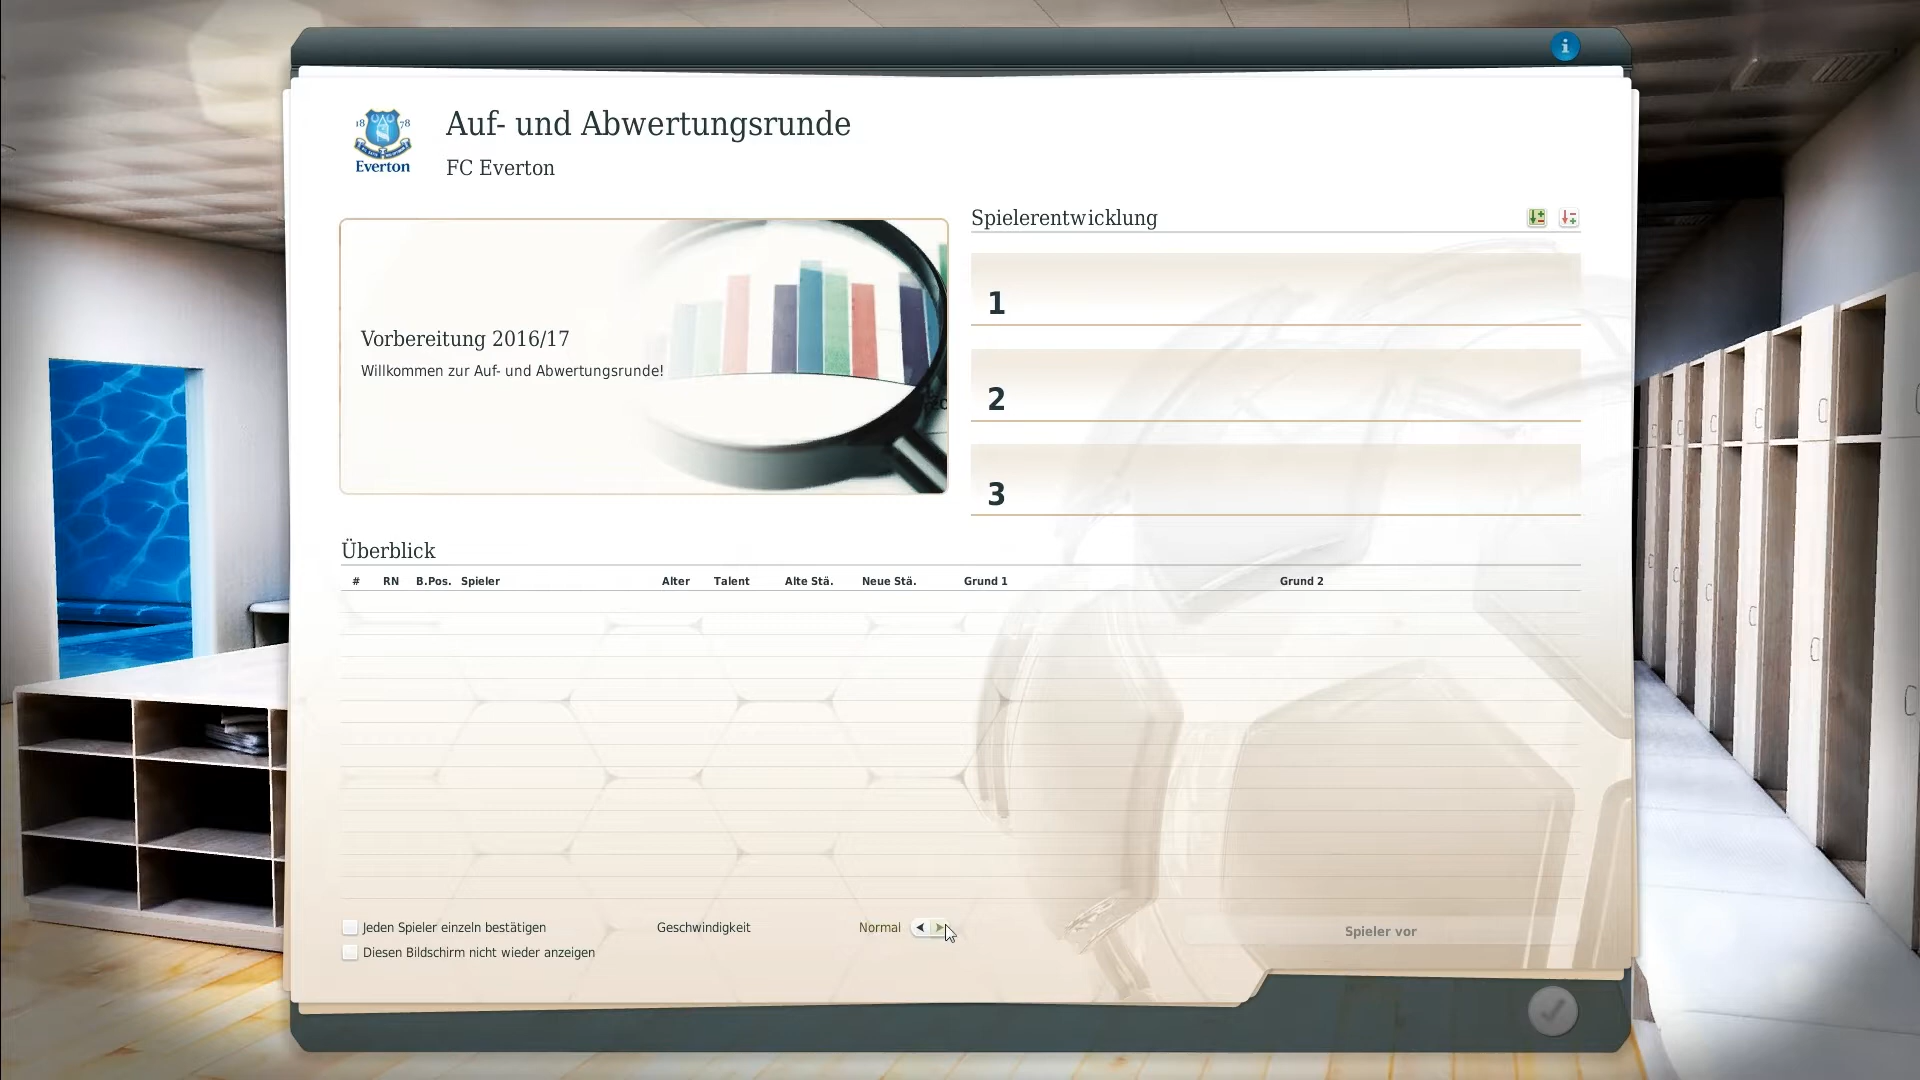 Auf- und Abwertungsrunde
FC Everton
18 78
Everton
Vorbereitung 2016/17
Willkommen zur Auf- und Abwertungsrunde!
Spielerentwicklung
1
2
3
Überblick
# RN B.Pos. Spieler Alter Talent Alte Stä. Neue Stä. Grund 1 Grund 2
Jeden Spieler einzeln bestätigen Geschwindigkeit Normal
Diesen Bildschirm nicht wieder anzeigen
Spieler vor